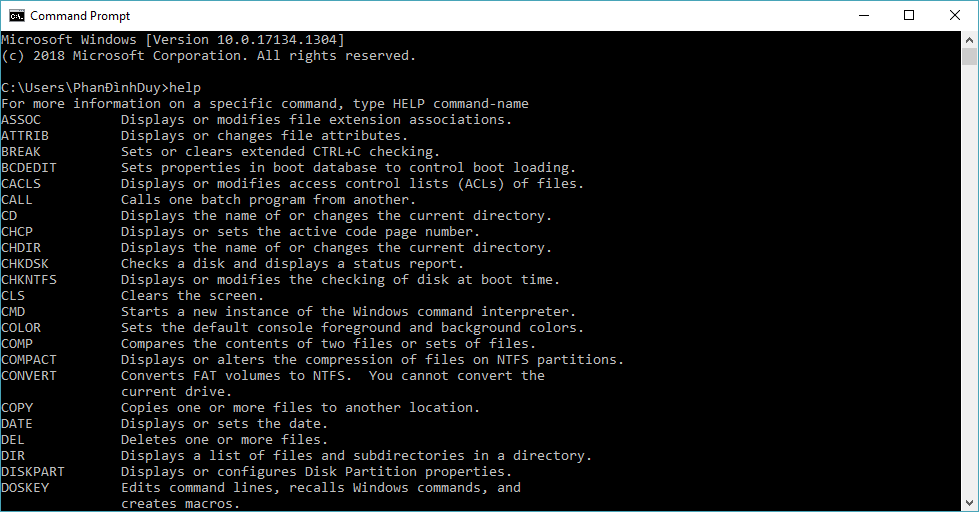 Command Prompt
Microsoft Windows [Version 10.0.17134.1304]
(c) 2018 Microsoft Corporation. All rights reserved.
C:\Users\PhanĐìnhDuy>help
For more information on a specific command, type HELP command-name
ASSOC          Displays or modifies file extension associations.
ATTRIB         Displays or changes file attributes.
BREAK          Sets or clears extended CTRL+C checking.
BCDEDIT        Sets properties in boot database to control boot loading.
CACLS          Displays or modifies access control lists (ACLs) of files.
CALL           Calls one batch program from another.
CD             Displays the name of or changes the current directory.
CHCP           Displays or sets the active code page number.
CHDIR          Displays the name of or changes the current directory.
CHKDSK         Checks a disk and displays a status report.
CHKNTFS        Displays or modifies the checking of disk at boot time.
CLS            Clears the screen.
CMD            Starts a new instance of the Windows command interpreter.
COLOR          Sets the default console foreground and background colors.
COMP           Compares the contents of two files or sets of files.
COMPACT        Displays or alters the compression of files on NTFS partitions.
CONVERT        Converts FAT volumes to NTFS.  You cannot convert the
               current drive.
COPY           Copies one or more files to another location.
DATE           Displays or sets the date.
DEL            Deletes one or more files.
DIR            Displays a list of files and subdirectories in a directory.
DISKPART       Displays or configures Disk Partition properties.
DOSKEY         Edits command lines, recalls Windows commands, and
               creates macros.